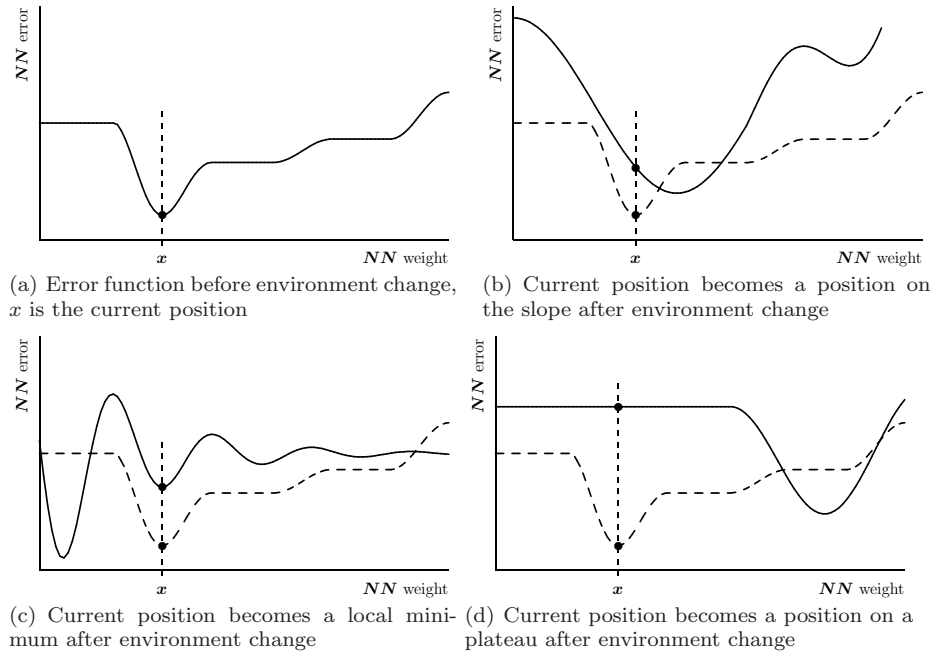 NN error
x
NN weight
(a) Error function before environment change,
x is the current position
NN error
x
NN weight
(b) Current position becomes a position on
the slope after environment change
NN error
x
NN weight
(c) Current position becomes a local mini-
mum after environment change
NN error
x
NN weight
(d) Current position becomes a position on a
plateau after environment change